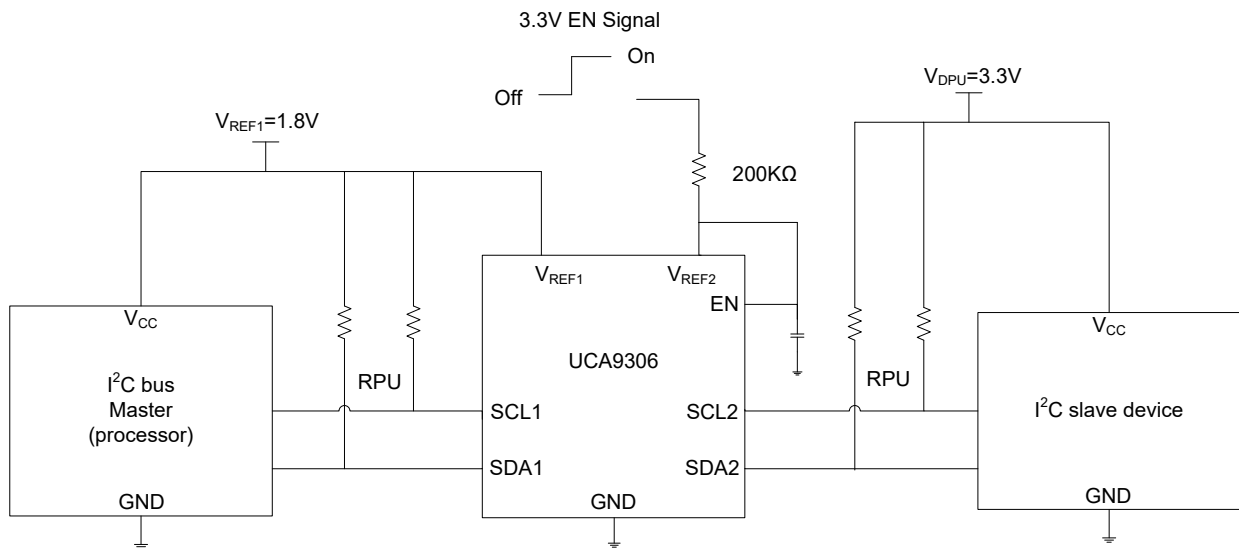 3.3V EN Signal
On
Off
V_REF1=1.8V
V_DPU=3.3V
200KΩ
V_REF1
V_REF2
EN
V_CC
V_CC
UCA9306
I²C bus
Master
(processor)
RPU
RPU
SCL1
SCL2
I²C slave device
SDA1
SDA2
GND
GND
GND